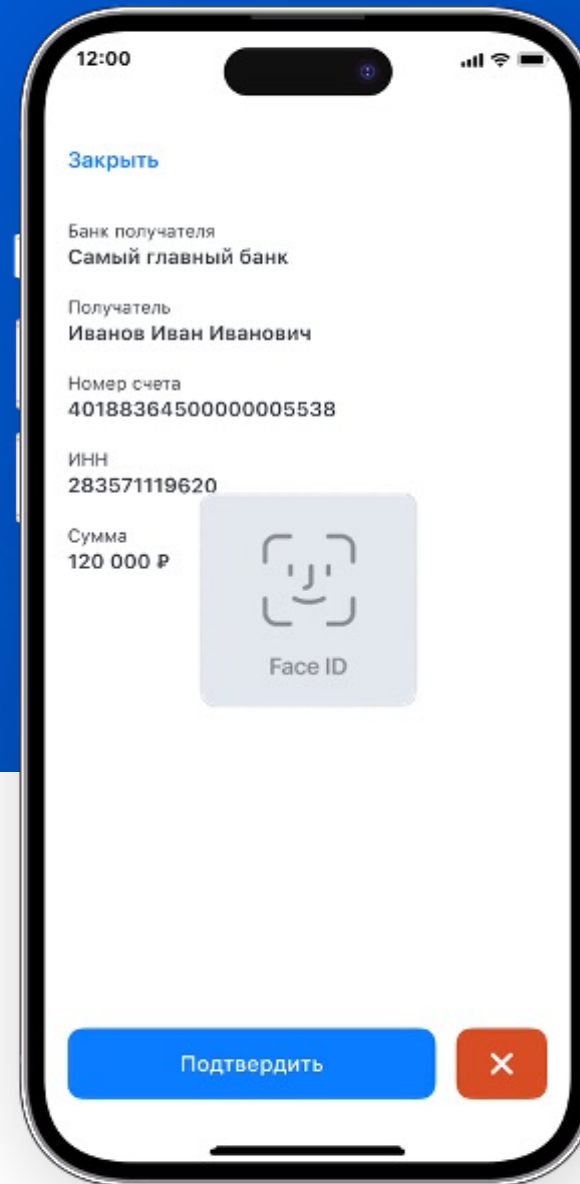 12:00
Закрыть
Банк получателя
Самый главный банк
Получатель
Иванов Иван Иванович
Номер счета
40188364500000005538
ИНН
283571119620
Сумма
120 000 ₽
Face ID
Подтвердить